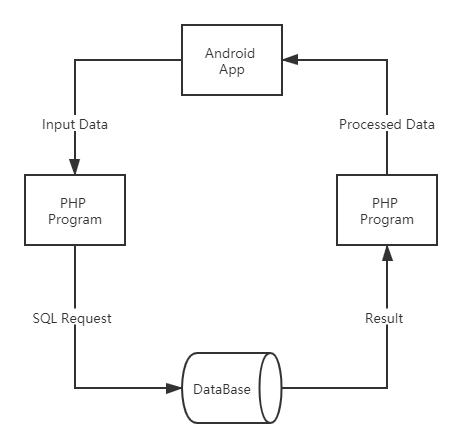 Android
App
Input Data
Processed Data
PHP
Program
PHP
Program
SQL Request
Result
DataBase